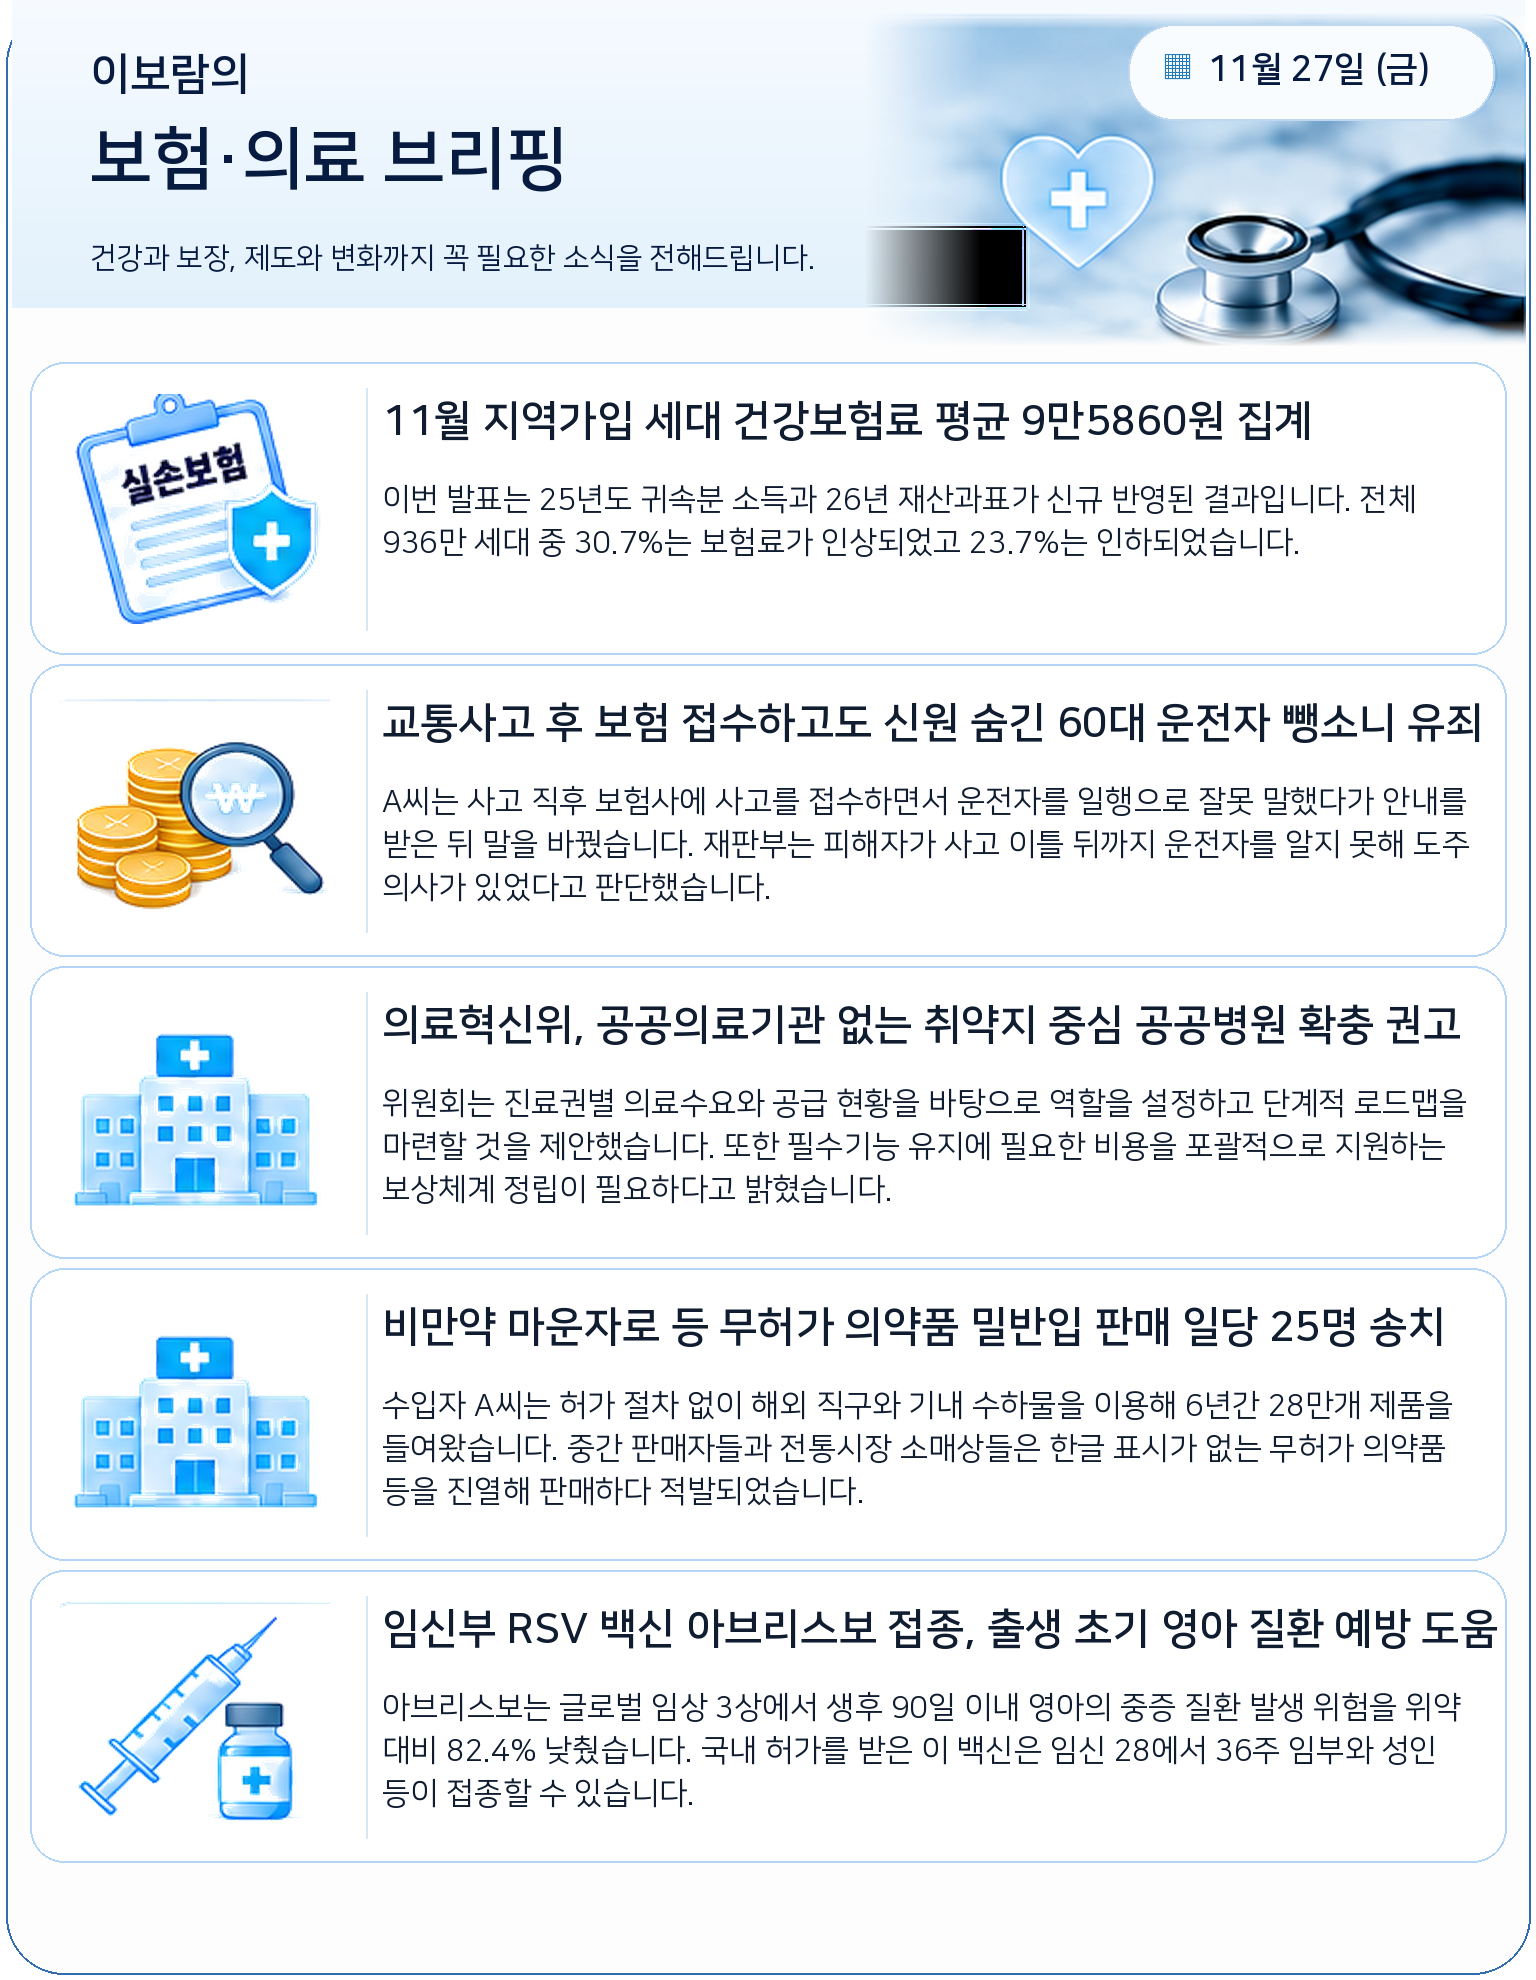 이보람의
11월 27일 (금)
보험·의료 브리핑
건강과 보장, 제도와 변화까지 꼭 필요한 소식을 전해드립니다.
실손보험
11월 지역가입 세대 건강보험료 평균 9만5860원 집계
이번 발표는 25년도 귀속분 소득과 26년 재산과표가 신규 반영된 결과입니다. 전체
936만 세대 중 30.7%는 보험료가 인상되었고 23.7%는 인하되었습니다.
₩
교통사고 후 보험 접수하고도 신원 숨긴 60대 운전자 뺑소니 유죄
A씨는 사고 직후 보험사에 사고를 접수하면서 운전자를 일행으로 잘못 말했다가 안내를
받은 뒤 말을 바꿨습니다. 재판부는 피해자가 사고 이틀 뒤까지 운전자를 알지 못해 도주
의사가 있었다고 판단했습니다.
의료혁신위, 공공의료기관 없는 취약지 중심 공공병원 확충 권고
위원회는 진료권별 의료수요와 공급 현황을 바탕으로 역할을 설정하고 단계적 로드맵을
마련할 것을 제안했습니다. 또한 필수기능 유지에 필요한 비용을 포괄적으로 지원하는
보상체계 정립이 필요하다고 밝혔습니다.
비만약 마운자로 등 무허가 의약품 밀반입 판매 일당 25명 송치
수입자 A씨는 허가 절차 없이 해외 직구와 기내 수하물을 이용해 6년간 28만개 제품을
들여왔습니다. 중간 판매자들과 전통시장 소매상들은 한글 표시가 없는 무허가 의약품
등을 진열해 판매하다 적발되었습니다.
임신부 RSV 백신 아브리스보 접종, 출생 초기 영아 질환 예방 도움
아브리스보는 글로벌 임상 3상에서 생후 90일 이내 영아의 중증 질환 발생 위험을 위약
대비 82.4% 낮췄습니다. 국내 허가를 받은 이 백신은 임신 28에서 36주 임부와 성인
등이 접종할 수 있습니다.